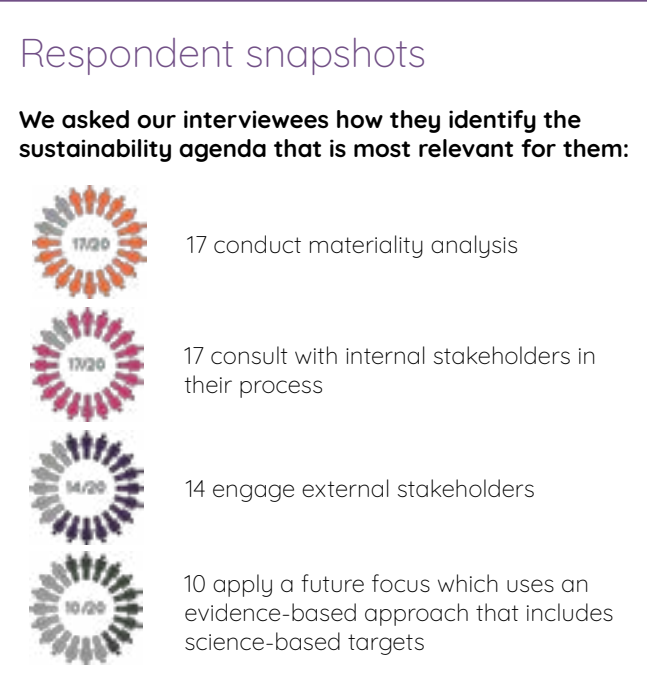 Respondent snapshots
We asked our interviewees how they identify the
sustainability agenda that is most relevant for them:
17/20
17 conduct materiality analysis
17/20
17 consult with internal stakeholders in
their process
14/20
14 engage external stakeholders
10/20
10 apply a future focus which uses an
evidence-based approach that includes
science-based targets